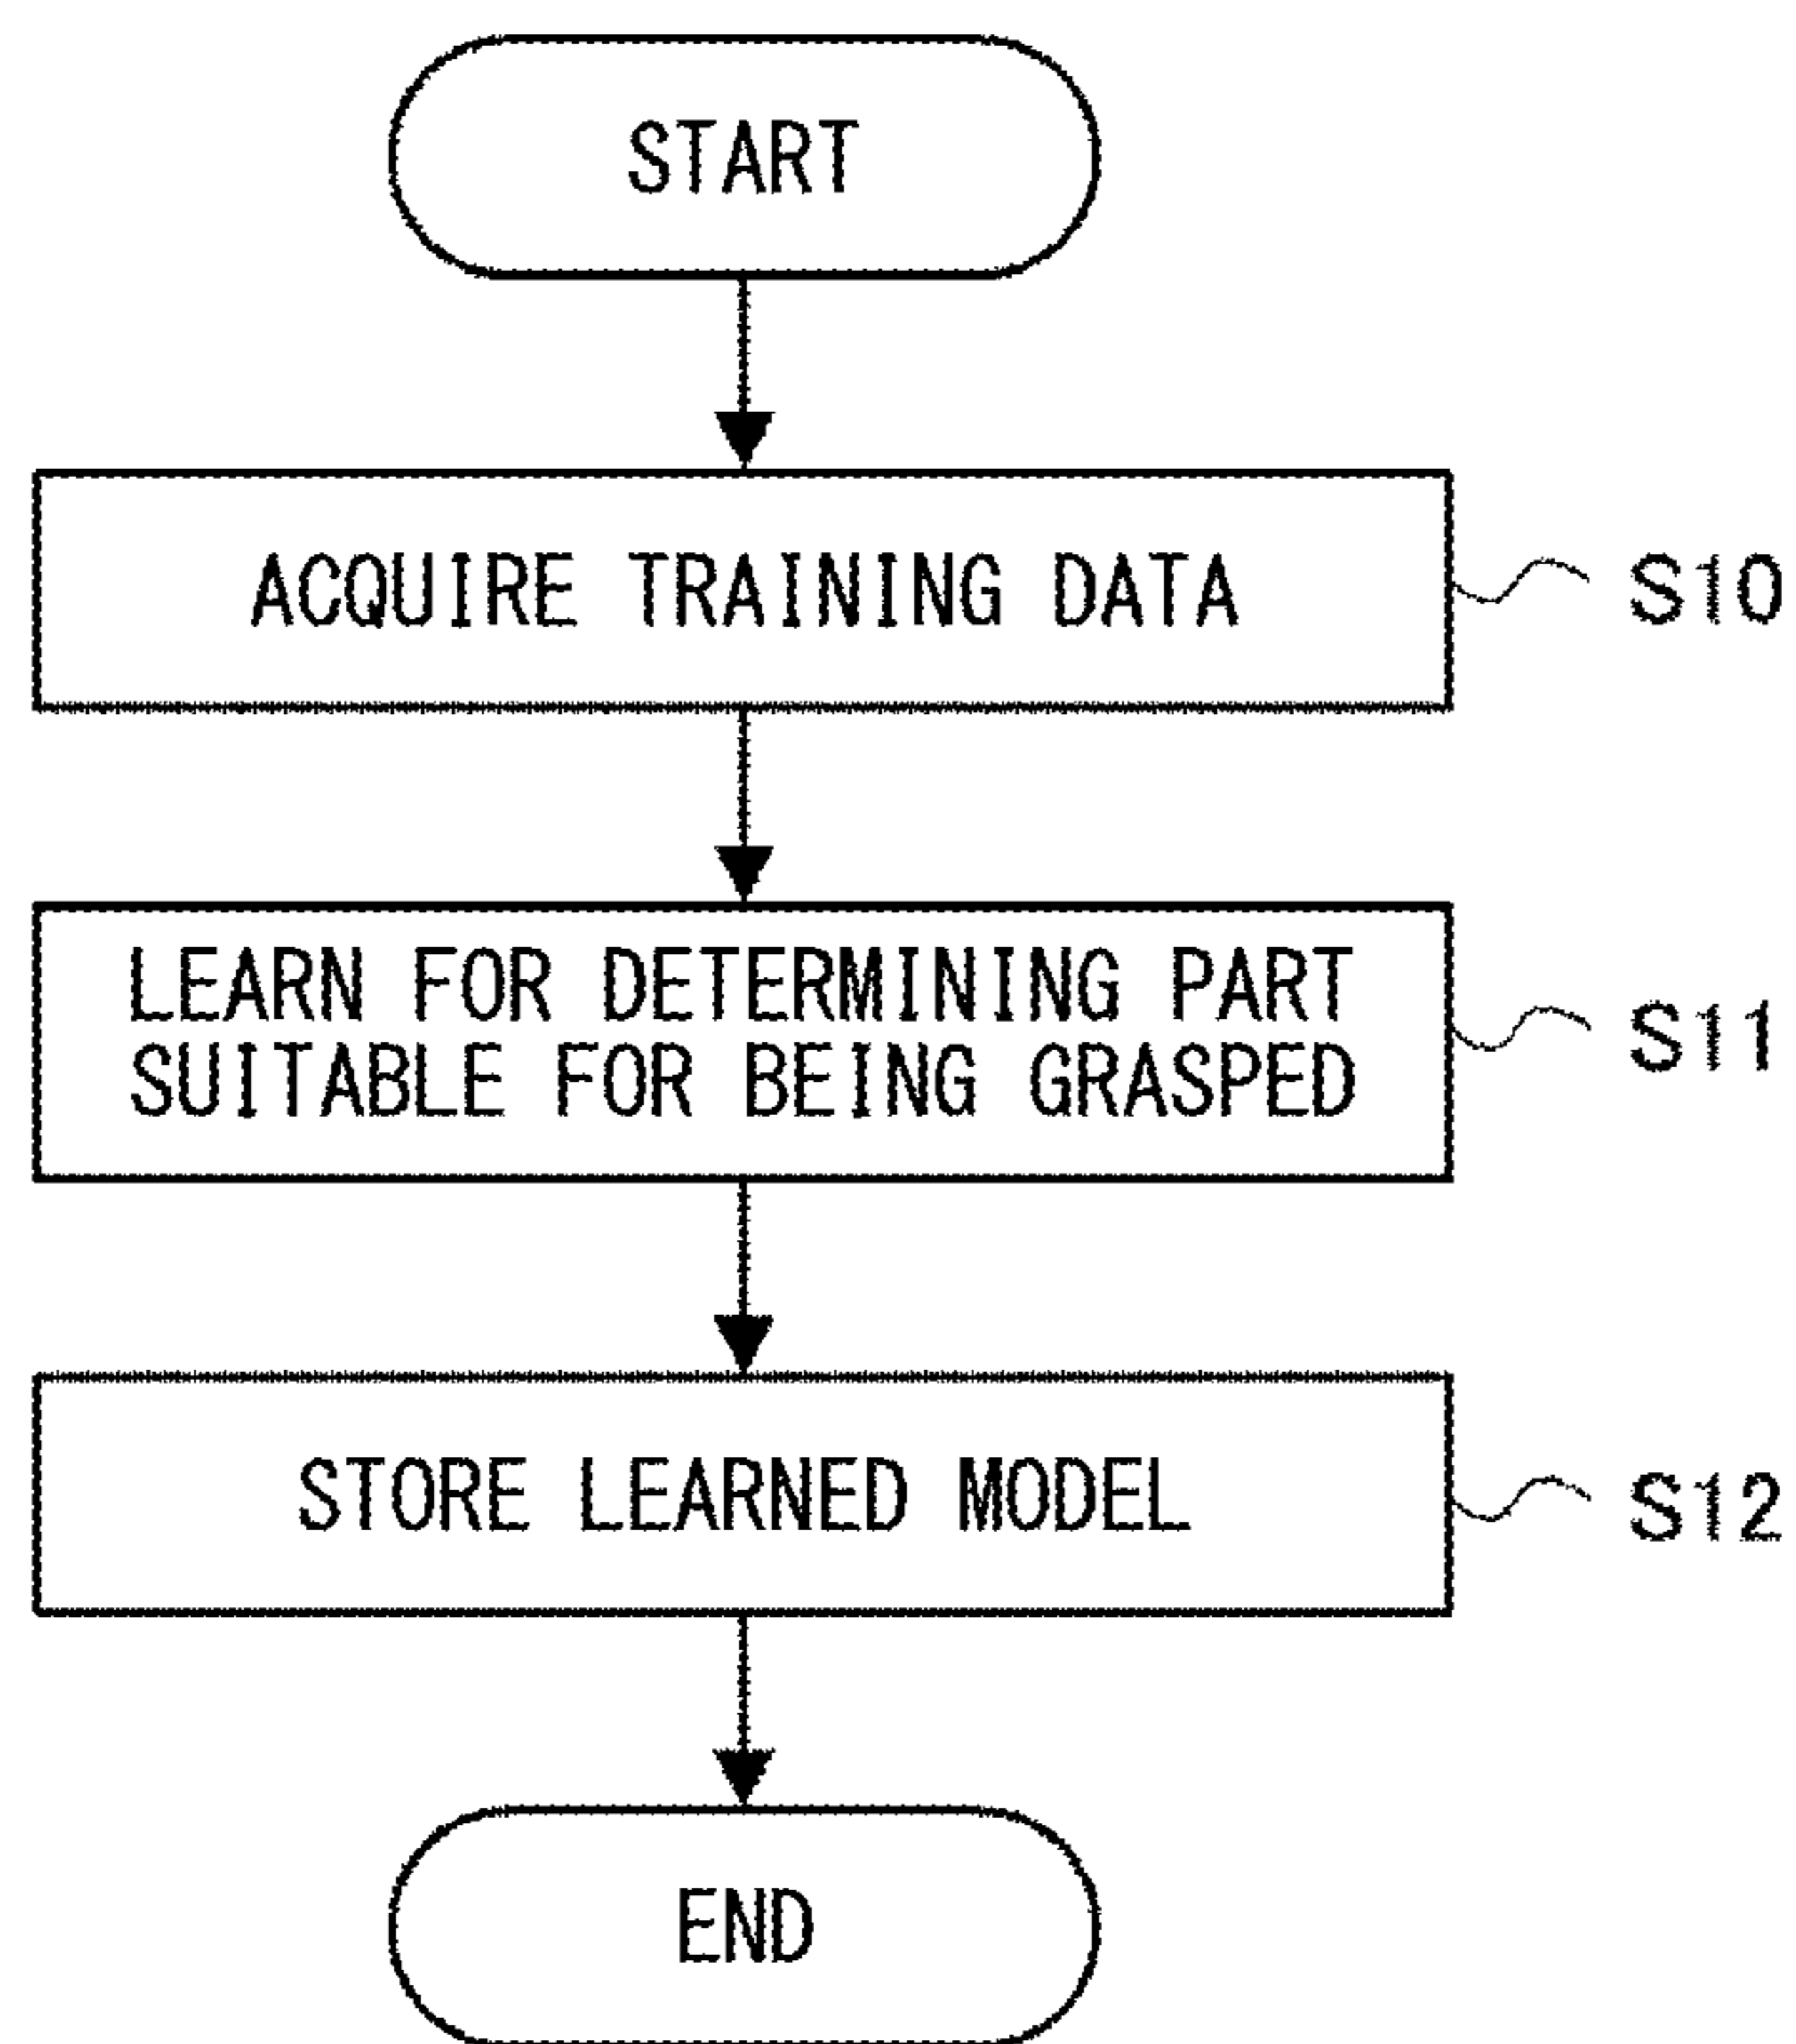 START
ACQUIRE TRAINING DATA
S10
LEARN FOR DETERMINING PART
SUITABLE FOR BEING GRASPED
S11
STORE LEARNED MODEL
S12
END